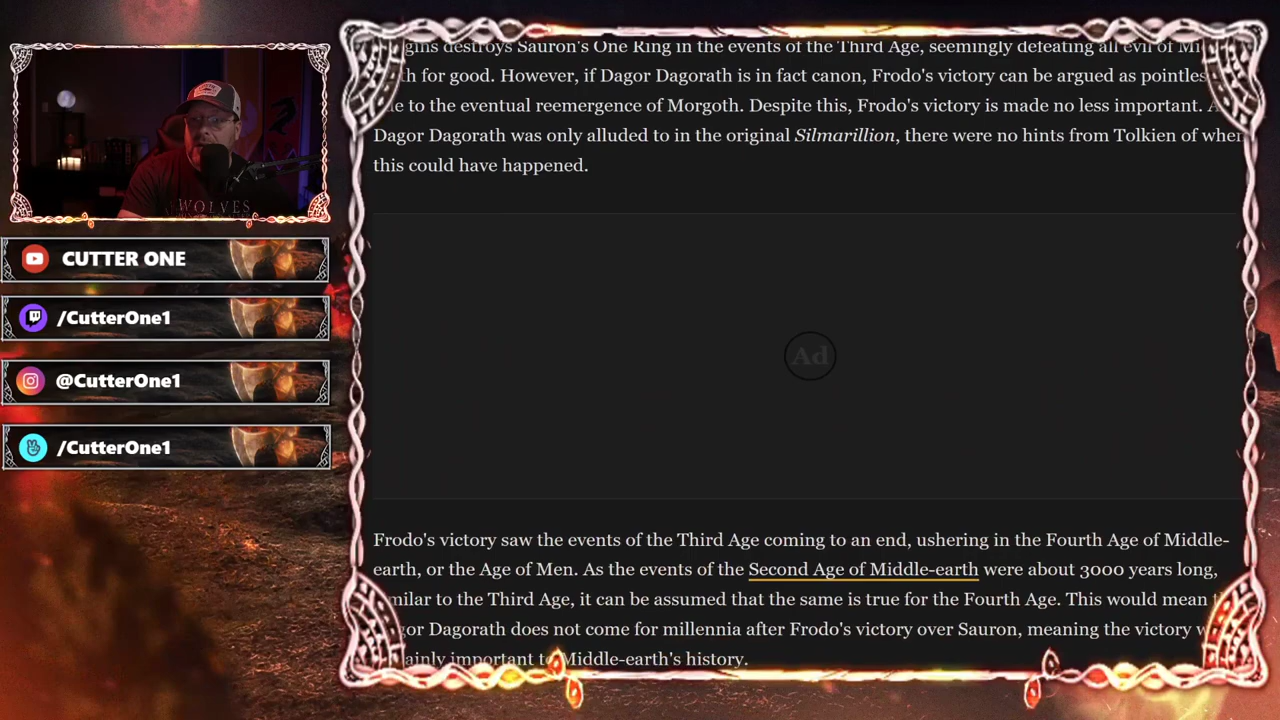 WOLVES
CUTTER ONE
/CutterOne1
@CutterOne1
/CutterOne1
destroys Sauron's One Ring in the events of the Third Age, seemingly defeating all evil of
for good. However, if Dagor Dagorath is in fact canon, Frodo's victory can be argued as pointles
to the eventual reemergence of Morgoth. Despite this, Frodo's victory is made no less important.
Dagor Dagorath was only alluded to in the original Silmarillion, there were no hints from Tolkien of when
this could have happened.
Ad
Frodo's victory saw the events of the Third Age coming to an end, ushering in the Fourth Age of Middle-
earth, or the Age of Men. As the events of the Second Age of Middle-earth were about 3000 years long,
milar to the Third Age, it can be assumed that the same is true for the Fourth Age. This would mean
gor Dagorath does not come for millennia after Frodo's victory over Sauron, meaning the victory
ainly important to Middle-earth's history.